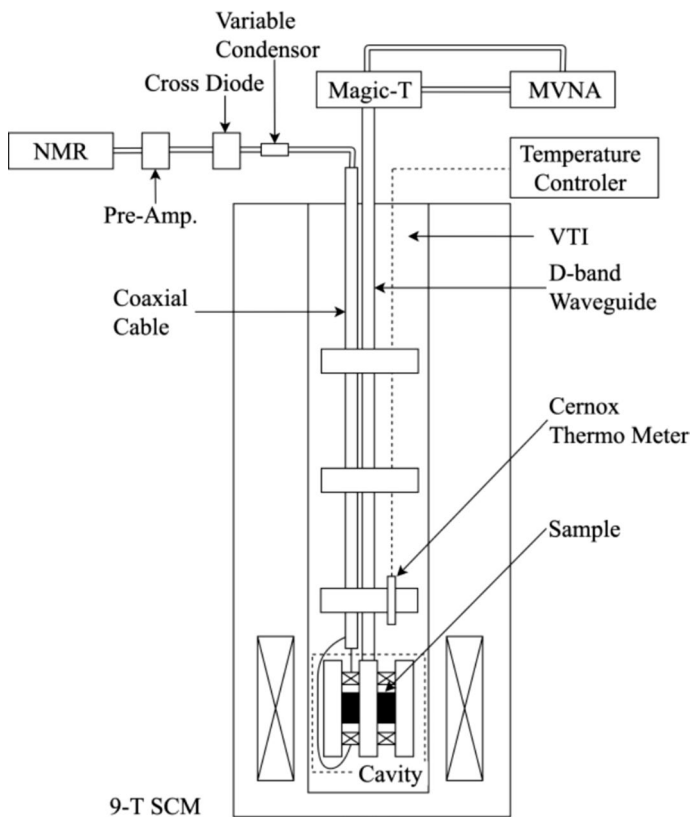 Variable
Condensor
Cross Diode
NMR
Pre-Amp.
Magic-T
MVNA
Temperature
Controler
VTI
D-band
Waveguide
Coaxial
Cable
Cernox
Thermo Meter
Sample
Cavity
9-T SCM